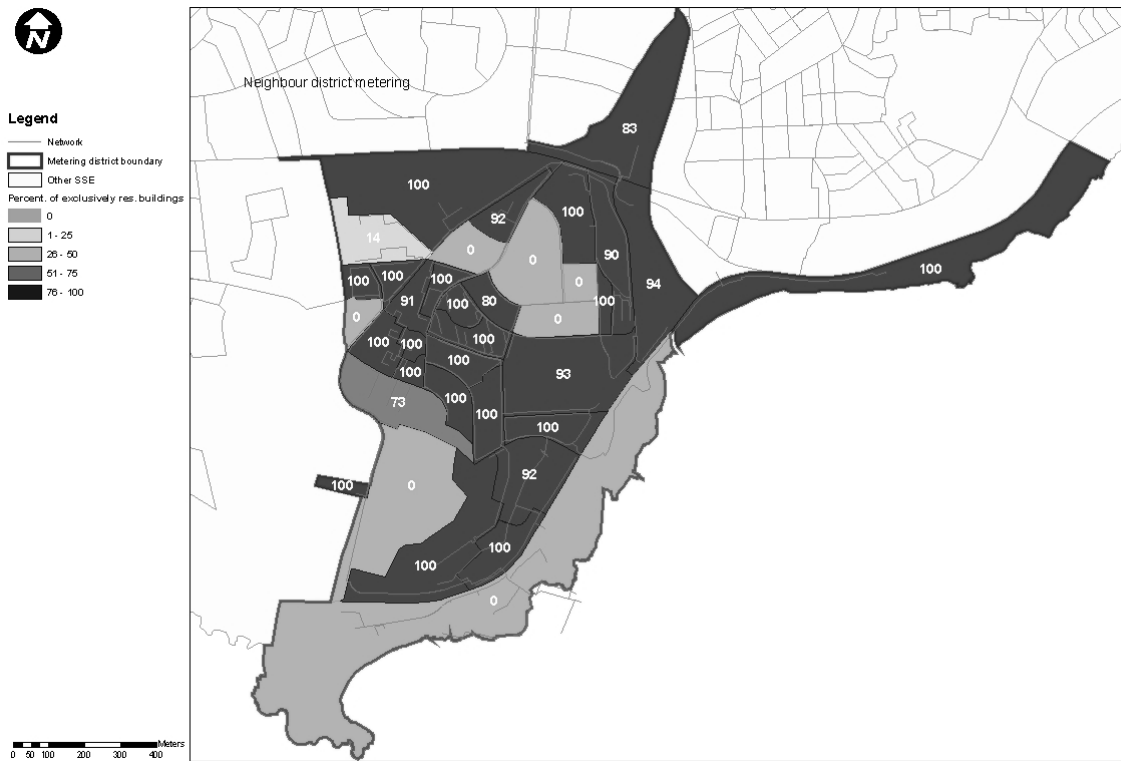 N
Neighbour district metering
Legend
Network
Metering district boundary
Other SSE
Percent. of exclusively res. buildings
0
1 - 25
26 - 50
51 - 75
76 - 100
83
100
92
100
14
0
0
90
100
100
100
100
0
94
91
100
80
100
0
0
100
100
100
100
93
100
73
100
100
100
92
0
100
100
100
0
Meters
0 50 100 200 300 400